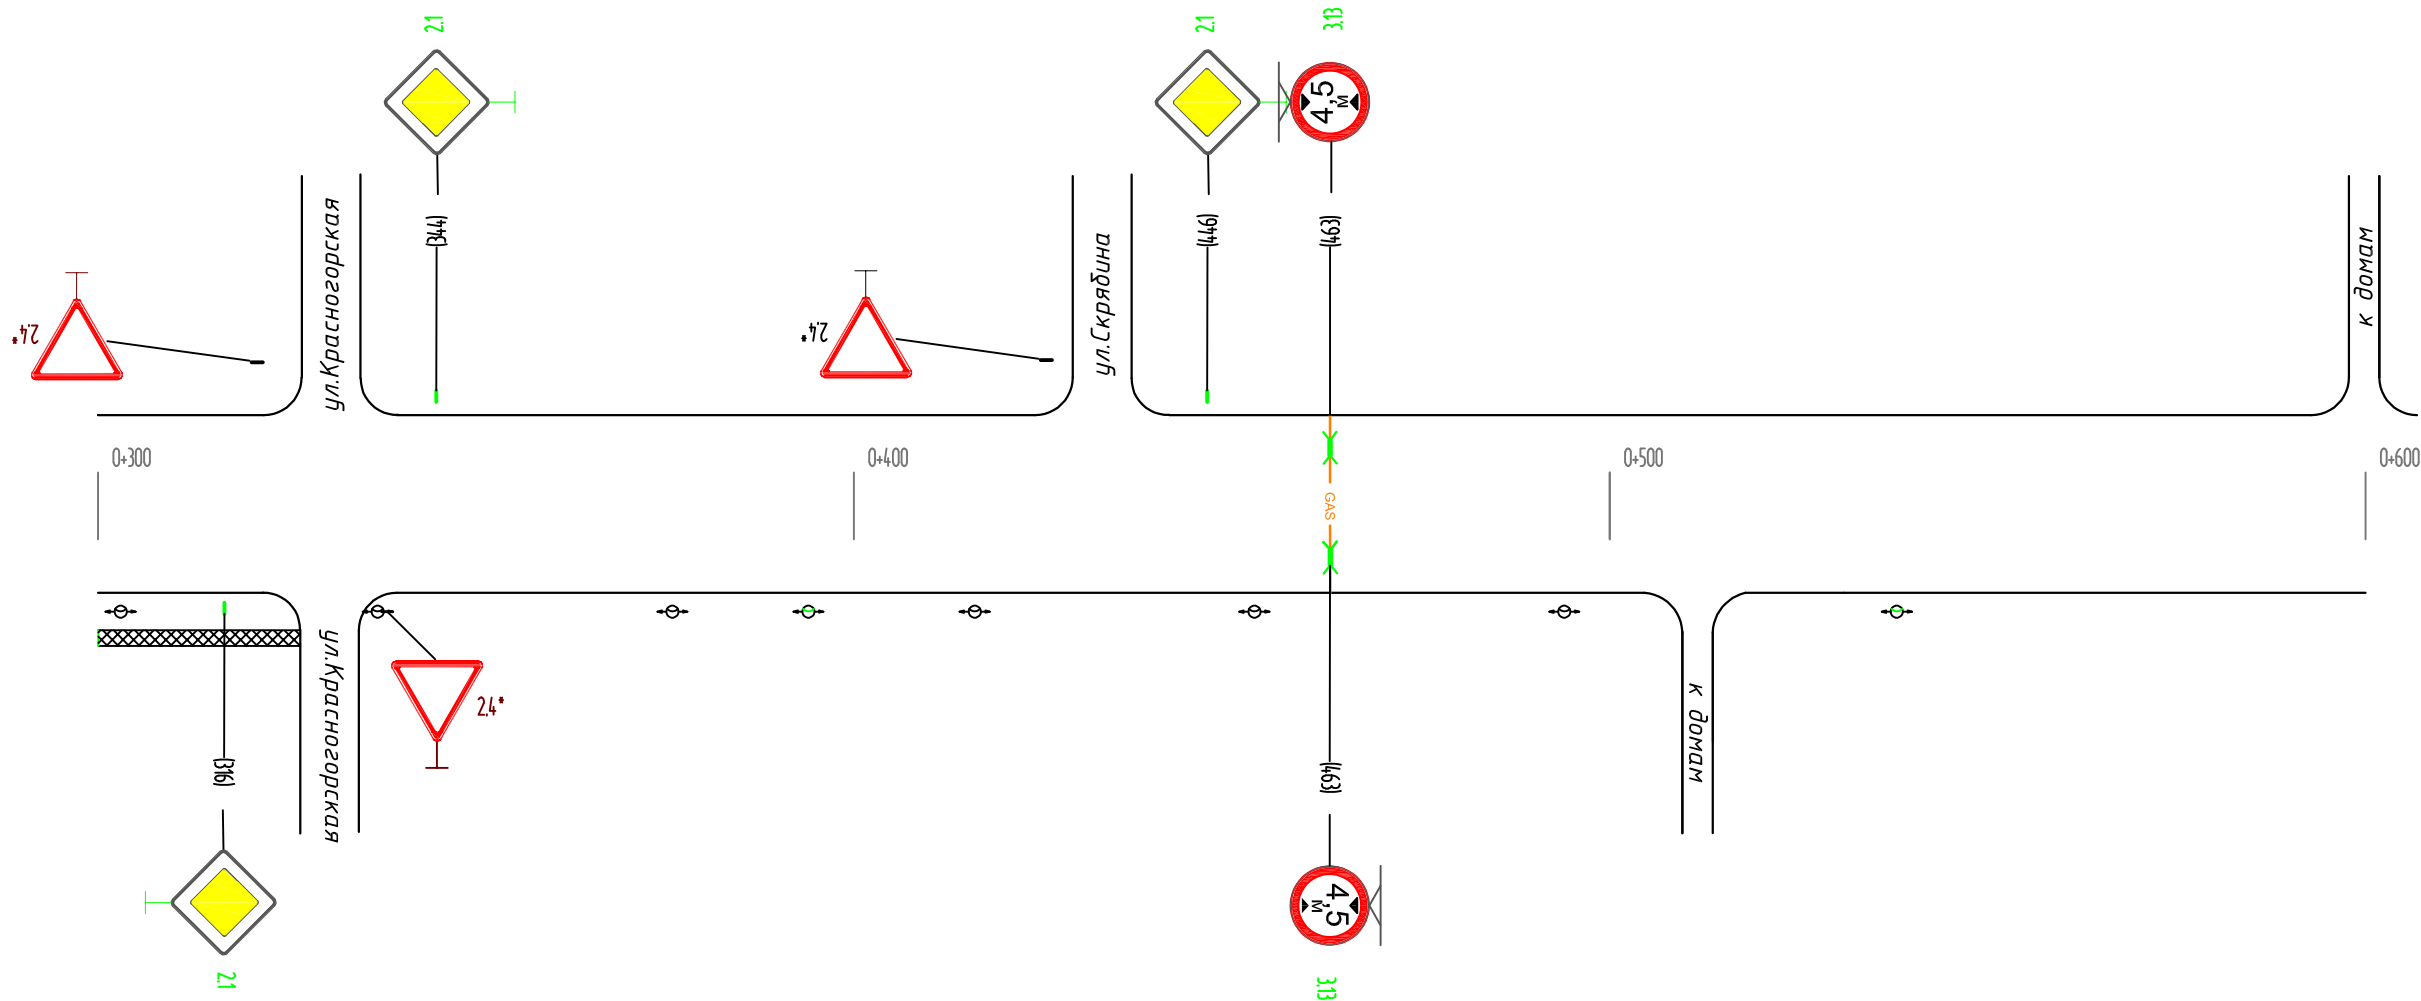 2.1
2.1
3.13
4,5
м
(344)
(446)
(463)
ул.Красногорская
ул.Скрябина
к домам
2.4*
2.4*
0+300
0+400
0+500
0+600
GAS
ул.Красногорская
2.4*
к домам
(316)
(463)
4,5
м
2.1
3.13